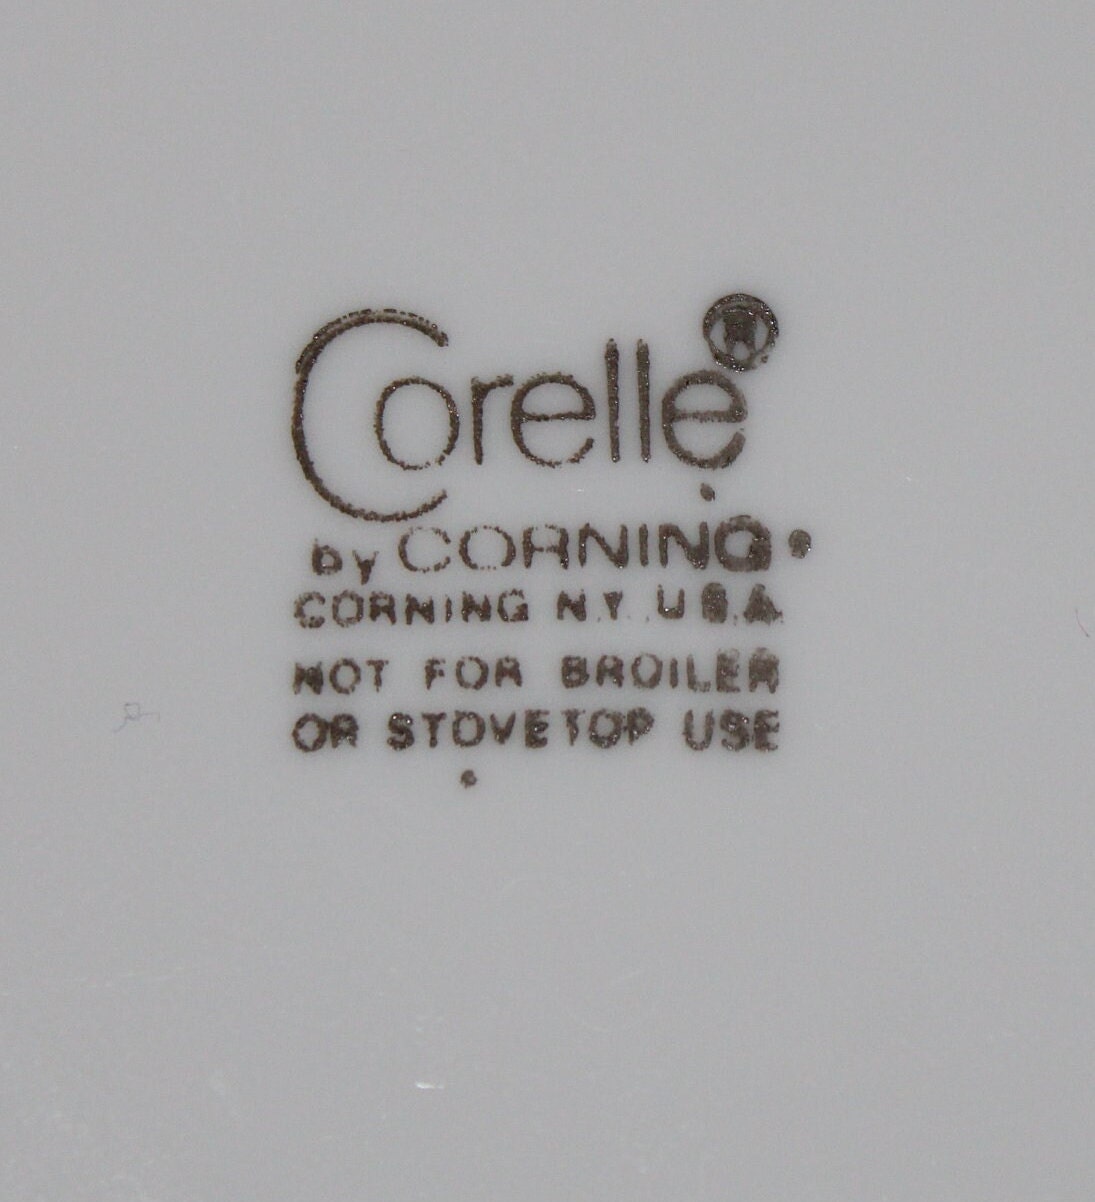 Corelle®
by CORNING
CORNING N.Y. U.S.A.
NOT FOR BROILER
OR STOVETOP USE